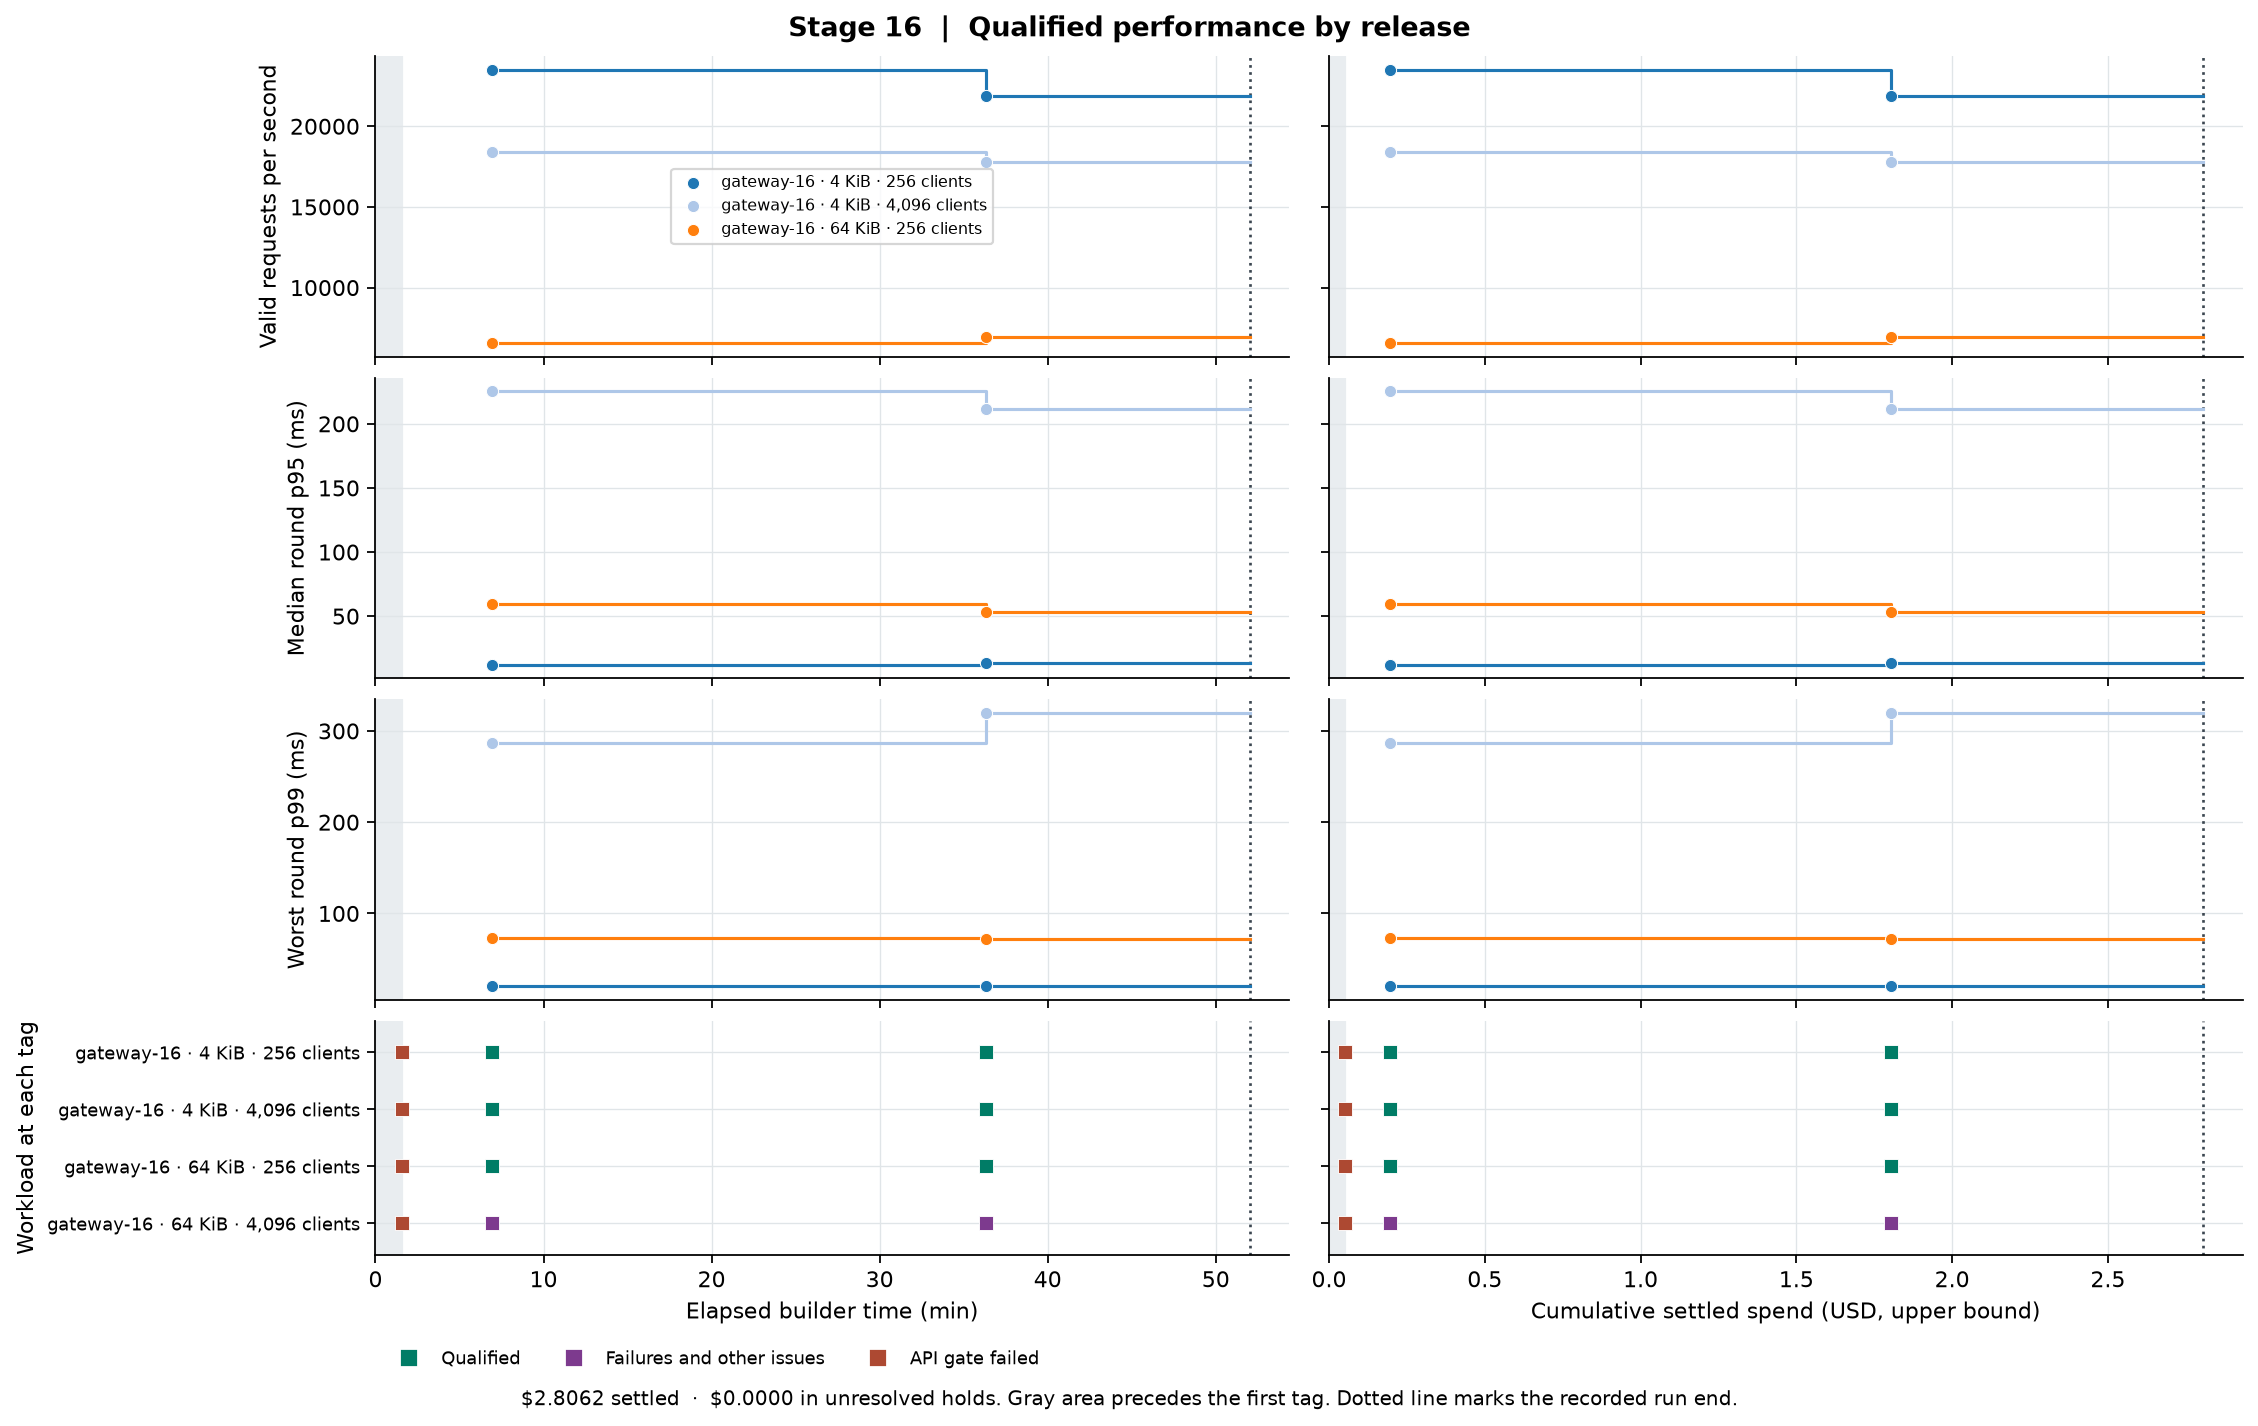 Stage 16 | Qualified performance by release
Valid requests per second
20000
15000
10000
gateway-16 · 4 KiB · 256 clients
gateway-16 · 4 KiB · 4,096 clients
gateway-16 · 64 KiB · 256 clients
Median round p95 (ms)
200
150
100
50
Worst round p99 (ms)
300
200
100
Workload at each tag
gateway-16 · 4 KiB · 256 clients
gateway-16 · 4 KiB · 4,096 clients
gateway-16 · 64 KiB · 256 clients
gateway-16 · 64 KiB · 4,096 clients
0 10 20 30 40 50
Elapsed builder time (min)
0.0 0.5 1.0 1.5 2.0 2.5
Cumulative settled spend (USD, upper bound)
Qualified Failures and other issues API gate failed
$2.8062 settled · $0.0000 in unresolved holds. Gray area precedes the first tag. Dotted line marks the recorded run end.